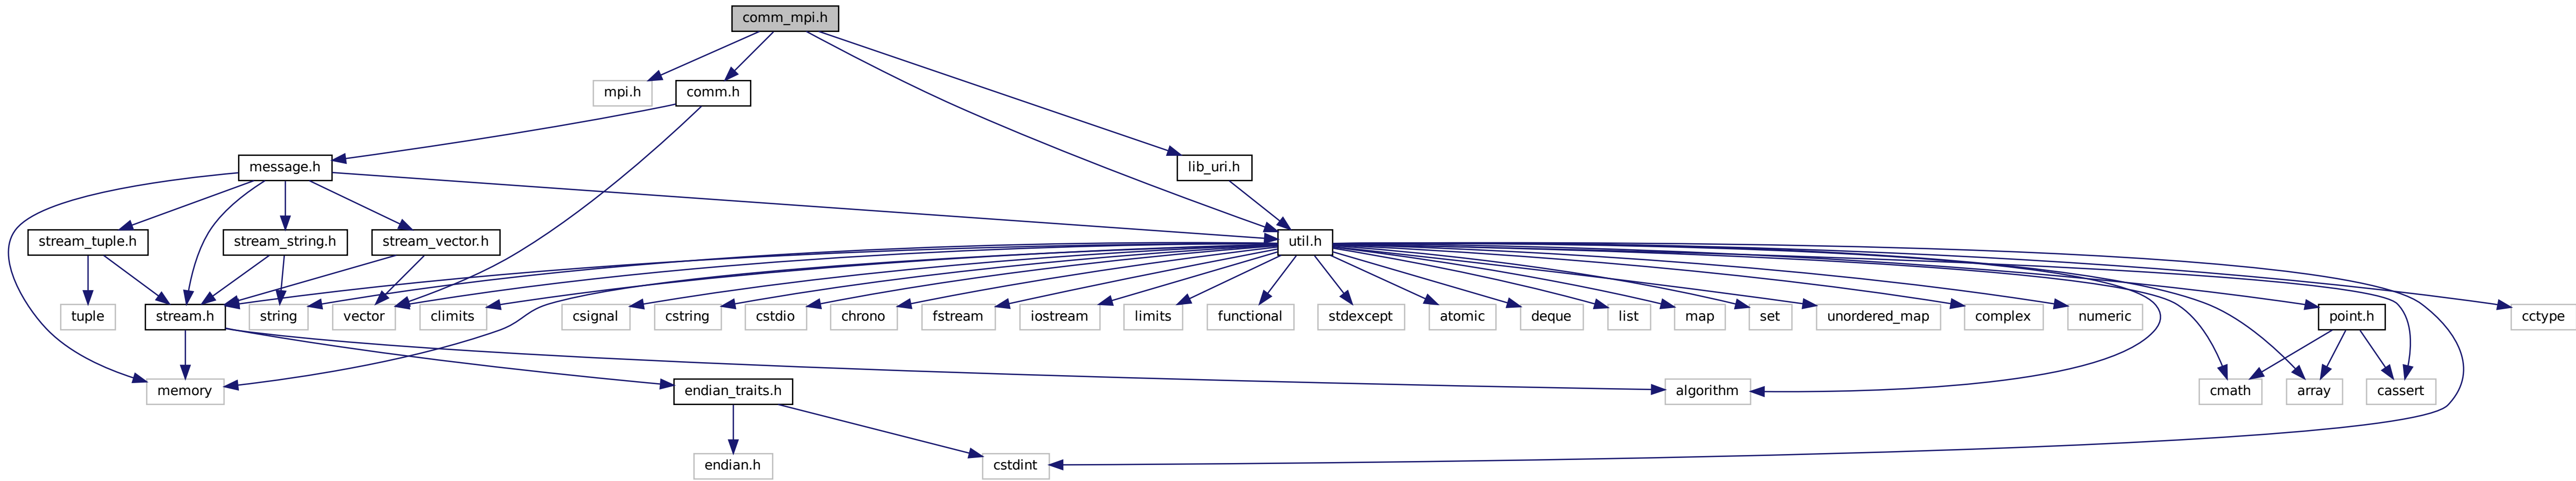 comm_mpi.h
mpi.h
comm.h
message.h
lib_uri.h
stream_tuple.h
stream_string.h
stream_vector.h
util.h
tuple
stream.h
string
vector
climits
csignal
cstring
cstdio
chrono
fstream
iostream
limits
functional
stdexcept
atomic
deque
list
map
set
unordered_map
complex
numeric
point.h
cctype
memory
endian_traits.h
algorithm
cmath
array
cassert
endian.h
cstdint